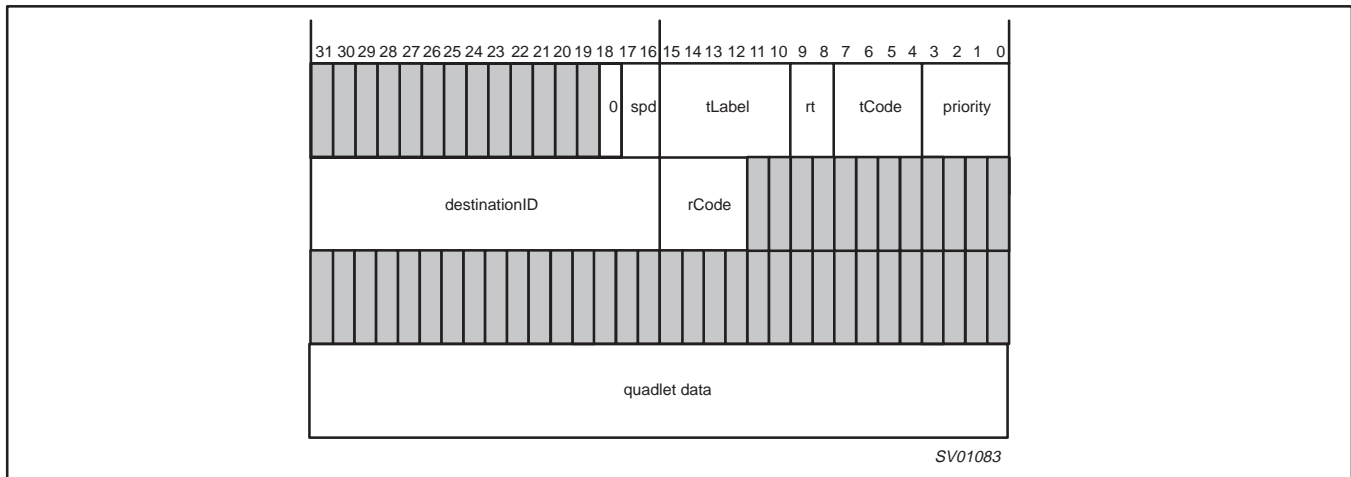 31 30 29 28 27 26 25 24 23 22 21 20 19 18 17 16 15 14 13 12 11 10 9 8 7 6 5 4 3 2 1 0
0 spd tLabel rt tCode priority
destinationID rCode
quadlet data
SV01083